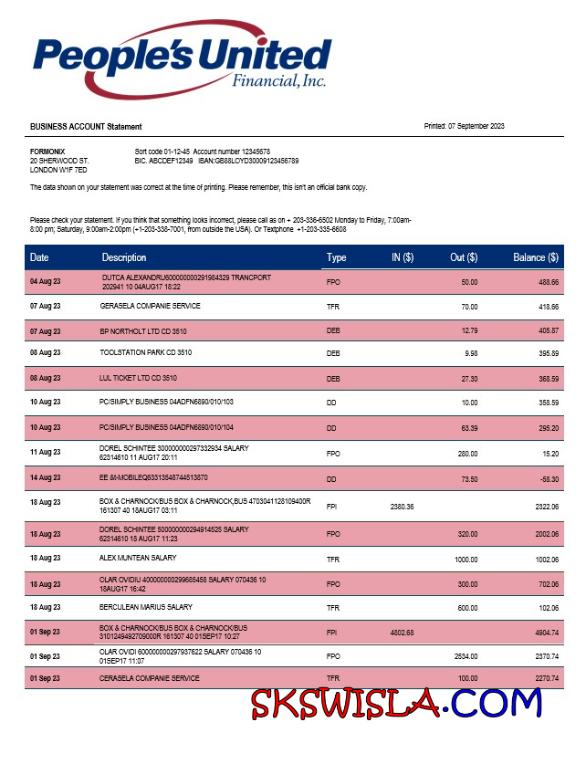 People's United
Financial, Inc.
BUSINESS ACCOUNT Statement Printed: 07 September 2023
FORMONIX Sort code 01-12-45 Account number 12345678
20 SHERWOOD ST. BIC. ABCDEF12349 IBAN:GB88LOYD30009123456789
LONDON W1F 7ED
The data shown on your statement was correct at the time of printing. Please remember, this isn't an official bank copy.
Please check your statement. If you think that something looks incorrect, please call as on + 203-336-6502 Monday to Friday, 7:00am-
8:00 pm; Saturday, 9:00am-2:00pm (+1-203-338-7001, from outside the USA). Or Textphone +1-203-335-6608
Date Description Type IN ($) Out ($) Balance ($)
04 Aug 23 DUTCA ALEXANDRU600000000291984329 TRANCPORT FPO 50.00 488.66
202941 10 04AUG17 18:22
07 Aug 23 GERASELA COMPANIE SERVICE TFR 70.00 418.66
07 Aug 23 BP NORTHOLT LTD CD 3510 DEB 12.79 405.87
08 Aug 23 TOOLSTATION PARK CD 3510 DEB 9.98 395.89
08 Aug 23 LUL TICKET LTD CD 3510 DEB 27.30 368.59
10 Aug 23 PC/SIMPLY BUSINESS 04ADFN6890/010/103 DD 10.00 358.59
10 Aug 23 PC/SIMPLY BUSINESS 04ADFN6890/010/104 DD 63.39 295.20
11 Aug 23 DOREL SCHINTEE 300000000297332934 SALARY FPO 280.00 15.20
62314610 11 AUG17 20:11
14 Aug 23 EE &T-MOBILEQ63313548744513870 DD 73.50 -58.30
18 Aug 23 BOX & CHARNOCK/BUS BOX & CHARNOCK,BUS 4703041128109400R FPI 2380.36 2322.06
161307 40 18AUG17 03:11
18 Aug 23 DOREL SCHINTEE 500000000294914525 SALARY FPO 320.00 2002.06
62314610 18 AUG17 11:23
18 Aug 23 ALEX MUNTEAN SALARY TFR 1000.00 1002.06
18 Aug 23 OLAR OVIDIU 400000000299685458 SALARY 070436 10 FPO 300.00 702.06
18AUG17 16:42
18 Aug 23 BERCULEAN MARIUS SALARY TFR 600.00 102.06
01 Sep 23 BOX & CHARNOCK/BUS BOX & CHARNOCK/BUS FPI 4802.68 4904.74
3101249492709000R 161307 40 01SEP17 10:27
01 Sep 23 OLAR OVIDI 600000000297937622 SALARY 070436 10 FPO 2534.00 2370.74
01SEP17 11:07
01 Sep 23 CERASELA COMPANIE SERVICE TFR 100.00 2270.74
SKSWISLA.COM